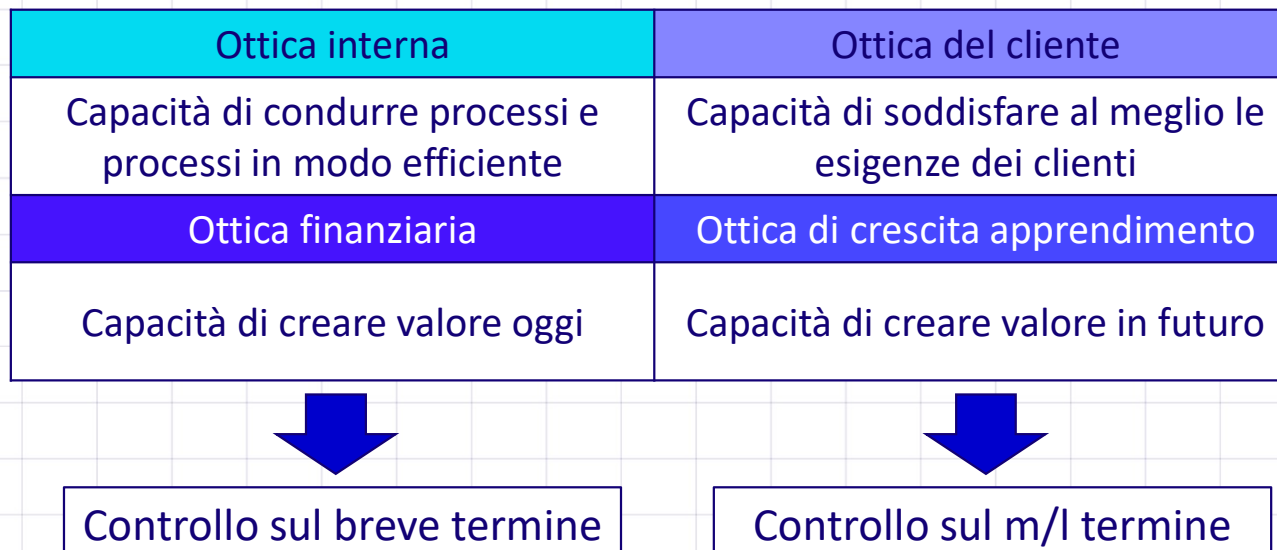 Ottica interna
Ottica del cliente
Capacità di condurre processi e
processi in modo efficiente
Capacità di soddisfare al meglio le
esigenze dei clienti
Ottica finanziaria
Ottica di crescita apprendimento
Capacità di creare valore oggi
Capacità di creare valore in futuro
Controllo sul breve termine
Controllo sul m/l termine